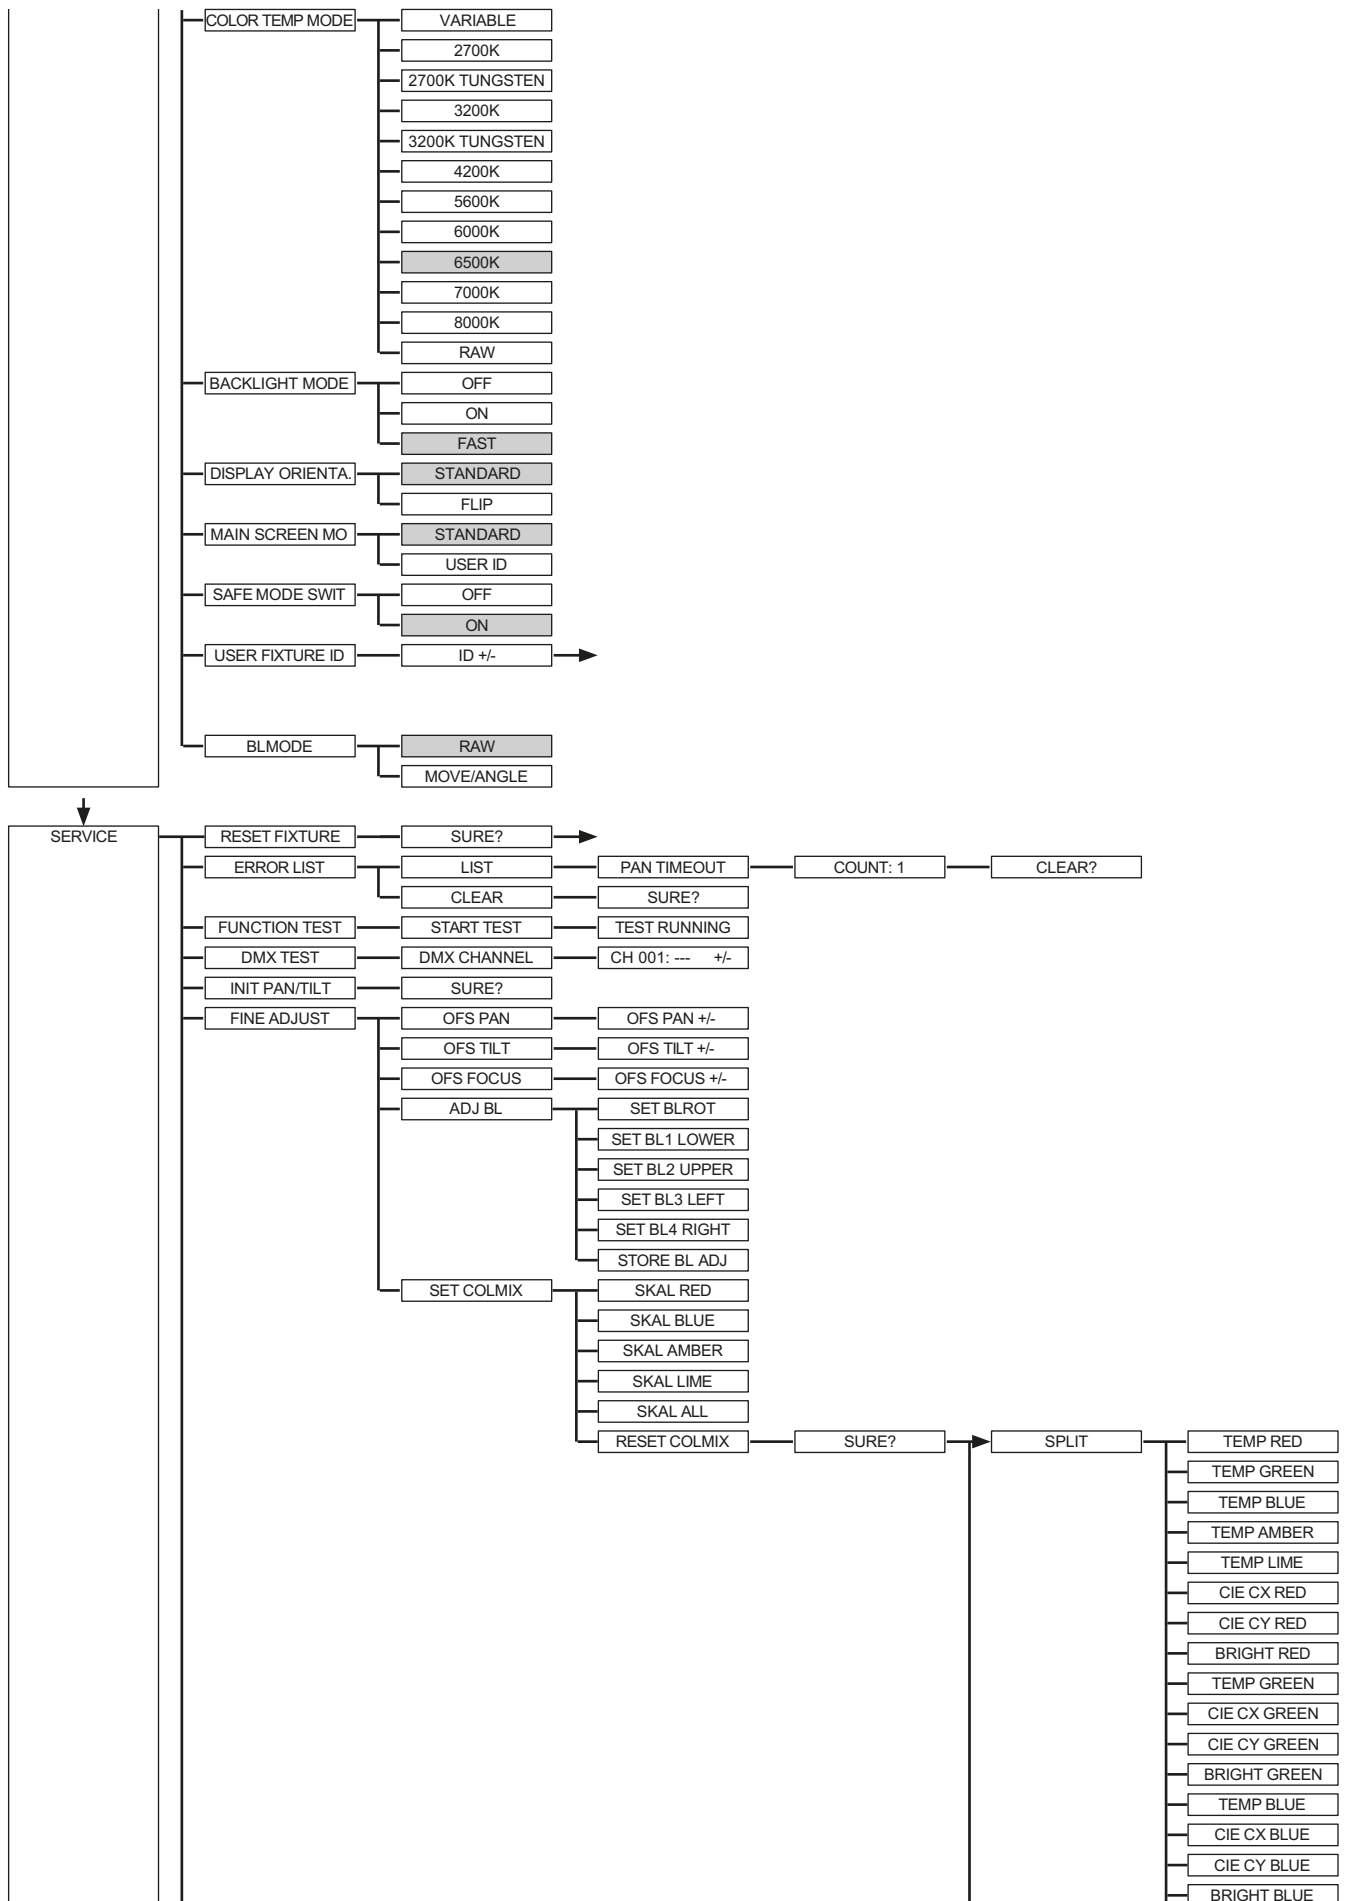 COLOR TEMP MODE VARIABLE
2700K
2700K TUNGSTEN
3200K
3200K TUNGSTEN
4200K
5600K
6000K
6500K
7000K
8000K
RAW
BACKLIGHT MODE OFF
ON
FAST
DISPLAY ORIENTA. STANDARD
FLIP
MAIN SCREEN MO STANDARD
USER ID
SAFE MODE SWIT OFF
ON
USER FIXTURE ID ID +/-
BLMODE RAW
MOVE/ANGLE
SERVICE RESET FIXTURE SURE?
ERROR LIST LIST PAN TIMEOUT COUNT: 1 CLEAR?
CLEAR SURE?
FUNCTION TEST START TEST TEST RUNNING
DMX TEST DMX CHANNEL CH 001: --- +/-
INIT PAN/TILT SURE?
FINE ADJUST OFS PAN OFS PAN +/-
OFS TILT OFS TILT +/-
OFS FOCUS OFS FOCUS +/-
ADJ BL SET BLROT
SET BL1 LOWER
SET BL2 UPPER
SET BL3 LEFT
SET BL4 RIGHT
STORE BL ADJ
SET COLMIX SKAL RED
SKAL BLUE
SKAL AMBER
SKAL LIME
SKAL ALL
RESET COLMIX SURE? SPLIT TEMP RED
TEMP GREEN
TEMP BLUE
TEMP AMBER
TEMP LIME
CIE CX RED
CIE CY RED
BRIGHT RED
TEMP GREEN
CIE CX GREEN
CIE CY GREEN
BRIGHT GREEN
TEMP BLUE
CIE CX BLUE
CIE CY BLUE
BRIGHT BLUE